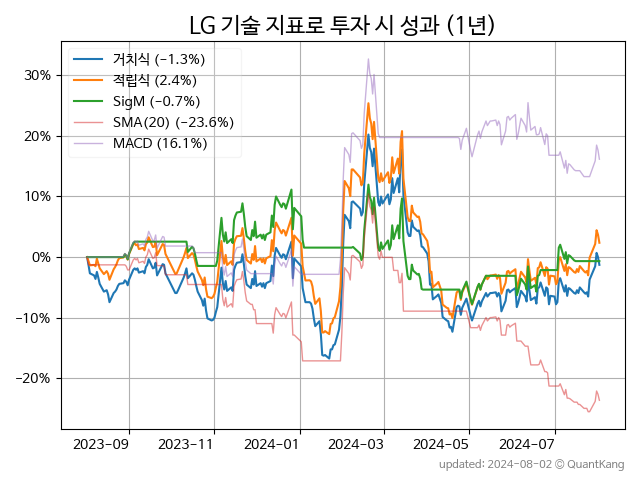 LG 기술 지표로 투자 시 성과 (1년)
거치식 (−1.3%)
적립식 (2.4%)
SigM (−0.7%)
SMA(20) (−23.6%)
MACD (16.1%)
30%
20%
10%
0%
−10%
−20%
2023-09 2023-11 2024-01 2024-03 2024-05 2024-07
updated: 2024-08-02 © QuantKang